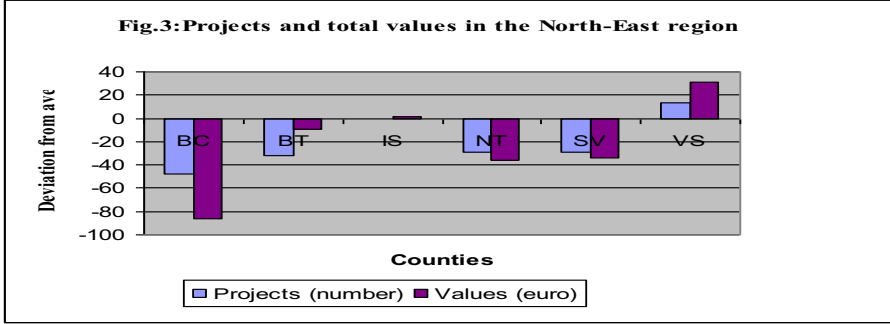 Fig.3:Projects and total values in the North-East region
Deviation from ave
40
20
0
-20
-40
-60
-80
-100
BC BT IS NT SV VS
Counties
Projects (number) Values (euro)